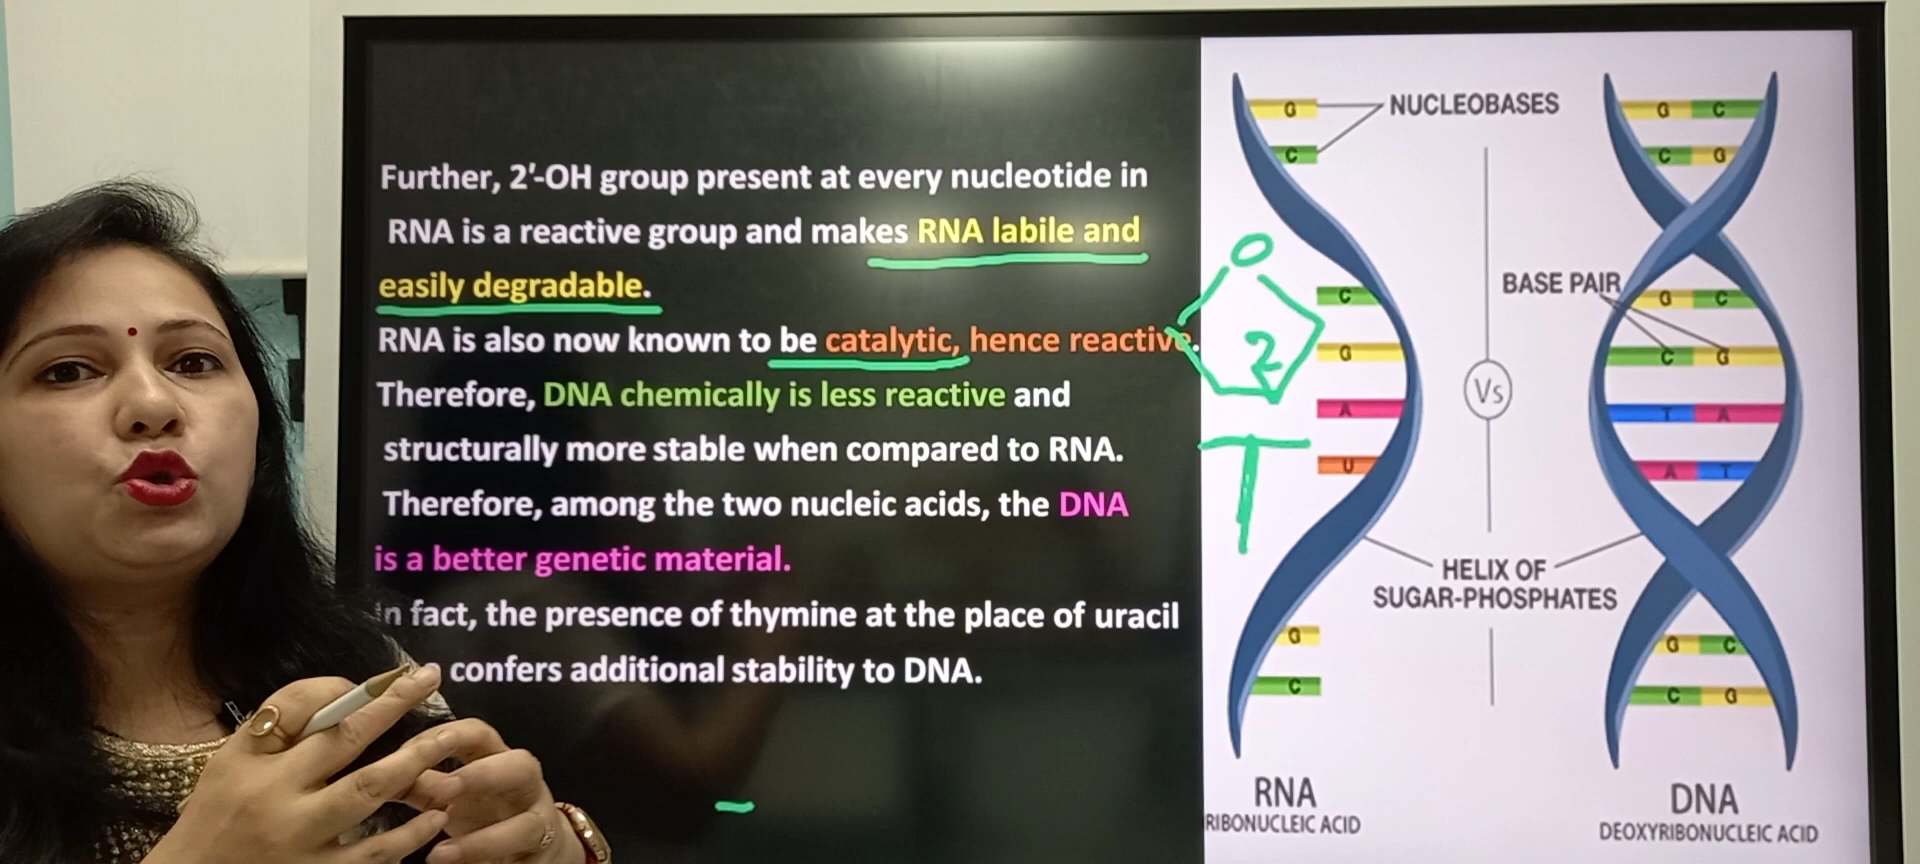 Further, 2'-OH group present at every nucleotide in
RNA is a reactive group and makes RNA labile and
easily degradable.
RNA is also now known to be catalytic, hence reactive.
Therefore, DNA chemically is less reactive and
structurally more stable when compared to RNA.
Therefore, among the two nucleic acids, the DNA
is a better genetic material.
In fact, the presence of thymine at the place of uracil
confers additional stability to DNA.
O
2
T
G
C
C
G
A
U
G
C
NUCLEOBASES
BASE PAIR
Vs
HELIX OF
SUGAR-PHOSPHATES
G C
C G
G C
C G
T A
A T
G C
C G
RNA
RIBONUCLEIC ACID
DNA
DEOXYRIBONUCLEIC ACID